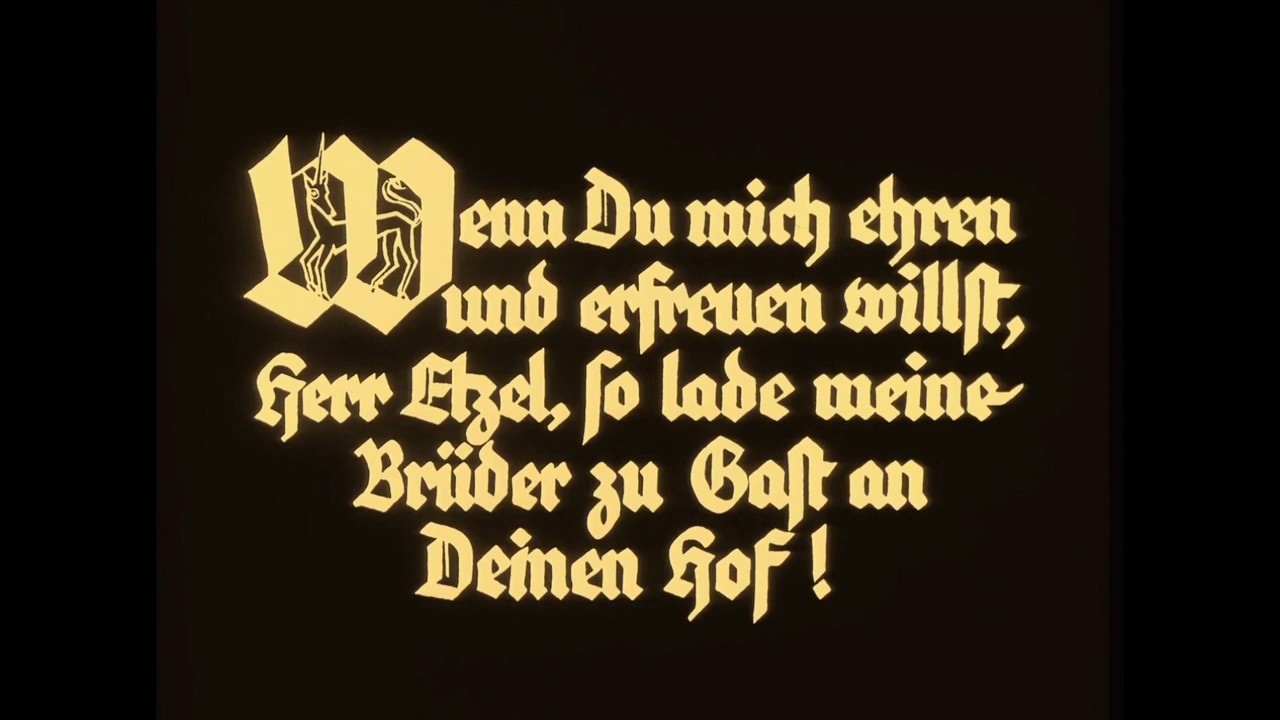 Wenn Du mich ehren
und erfreuen willst,
Herr Etzel, so lade meine
Brüder zu Gast an
Deinen Hof!